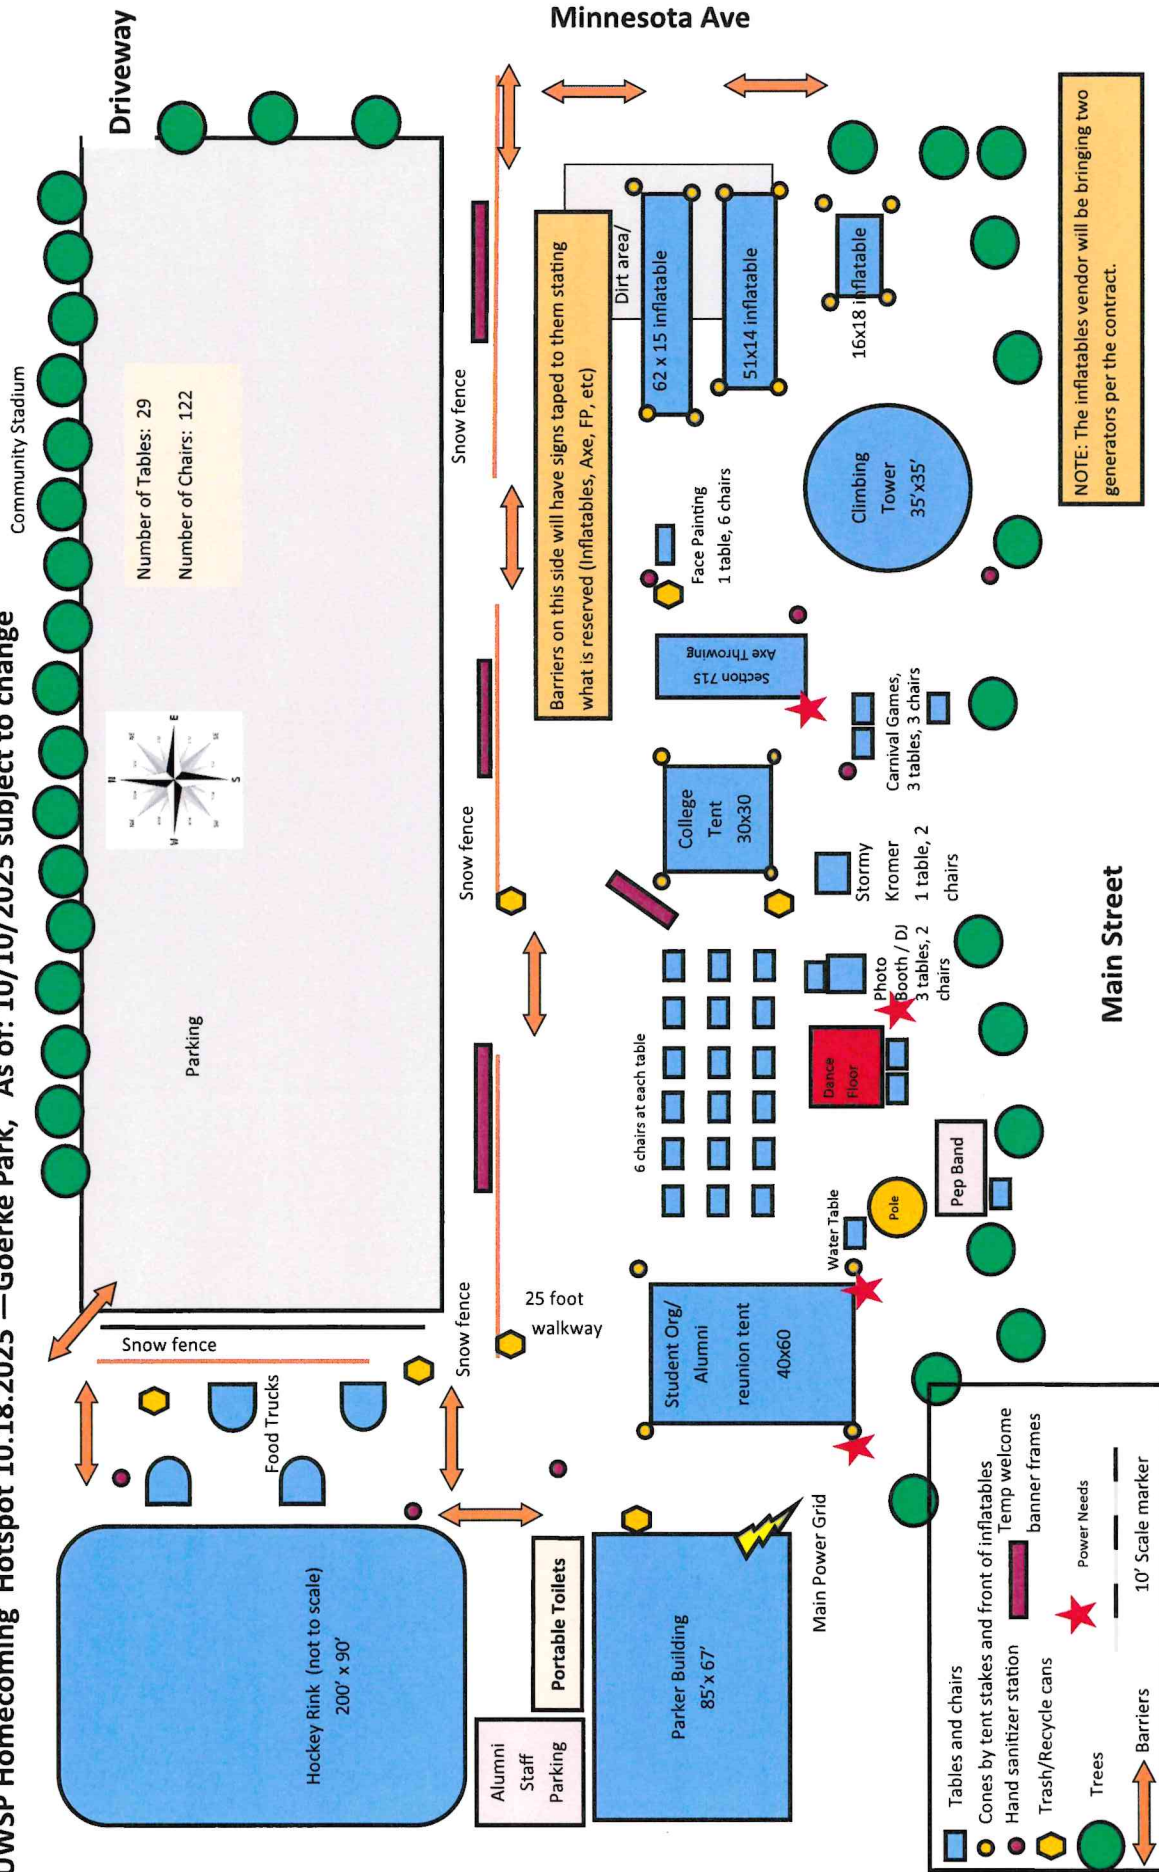 UWSP Homecoming Hotspot 10.18.2025 —Goerke Park, As of: 10/10/2025 subject to change
Community Stadium
Driveway
Minnesota Ave
Number of Tables: 29
Number of Chairs: 122
N
NE
E
SE
S
SW
W
NW
Parking
Snow fence
Food Trucks
Snow fence
Snow fence
Snow fence
25 foot
walkway
Hockey Rink (not to scale)
200' x 90'
Alumni
Staff
Parking
Portable Toilets
Parker Building
85'x 67'
Main Power Grid
Barriers on this side will have signs taped to them stating
what is reserved (Inflatables, Axe, FP, etc)
Dirt area/
62 x 15 inflatable
51x14 inflatable
16x18 inflatable
Student Org/
Alumni
reunion tent
40x60
6 chairs at each table
Water Table
Pole
Pep Band
Dance
Floor
Photo
Booth / DJ
3 tables, 2
chairs
College
Tent
30x30
Stormy
Kromer
1 table, 2
chairs
Section 715
Axe Throwing
Carnival Games,
3 tables, 3 chairs
Face Painting
1 table, 6 chairs
Climbing
Tower
35'x35'
Main Street
NOTE: The inflatables vendor will be bringing two
generators per the contract.
Tables and chairs
Cones by tent stakes and front of inflatables
Hand sanitizer station
Temp welcome
banner frames
Trash/Recycle cans
Power Needs
Trees
10' Scale marker
Barriers